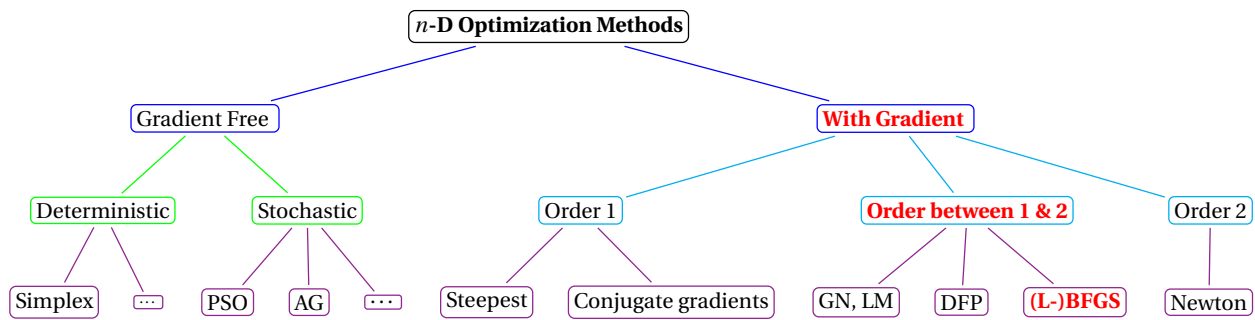 n-D Optimization Methods
Gradient Free
With Gradient
Deterministic
Stochastic
Order 1
Order between 1 & 2
Order 2
Simplex
...
PSO
AG
...
Steepest
Conjugate gradients
GN, LM
DFP
(L-)BFGS
Newton